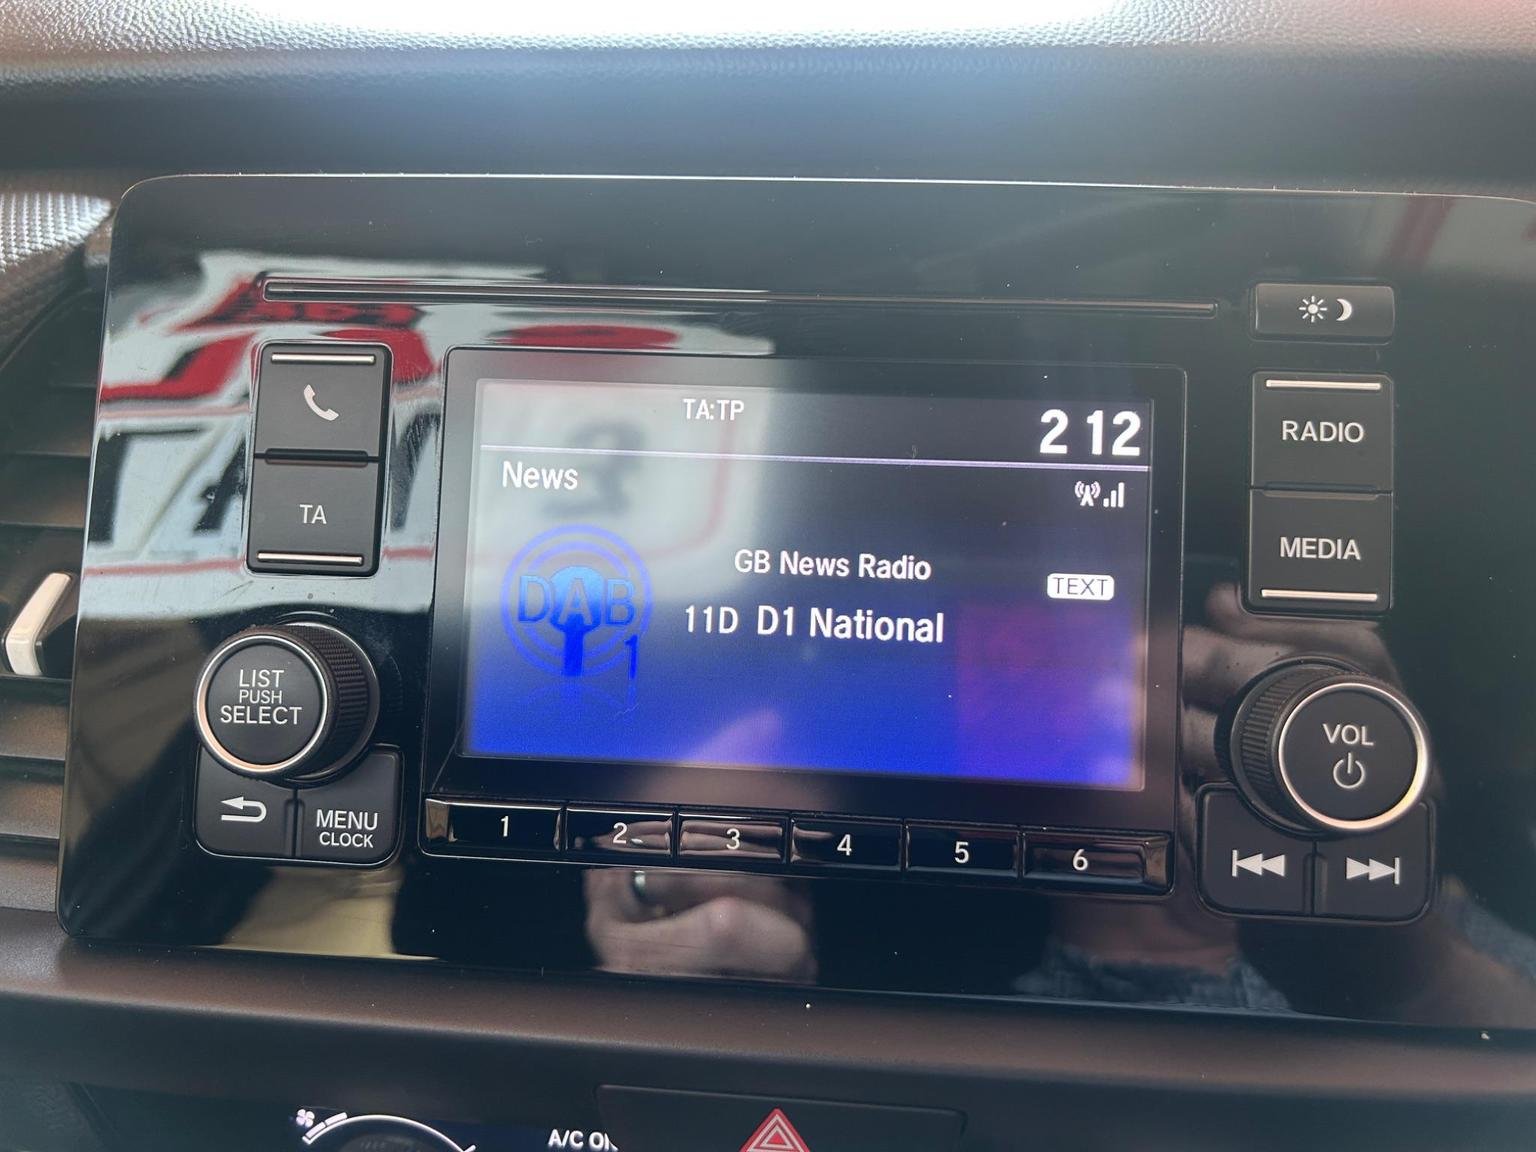 TA:TP
2 12
News
DAB
1
GB News Radio
TEXT
11D D1 National
TA
LIST
PUSH
SELECT
MENU
CLOCK
RADIO
MEDIA
VOL
1 2 3 4 5 6
A/C